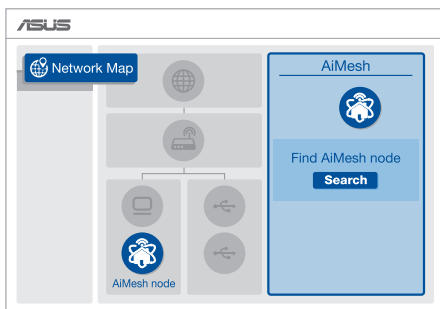 ASUS
Network Map
AiMesh
Find AiMesh node
Search
AiMesh node